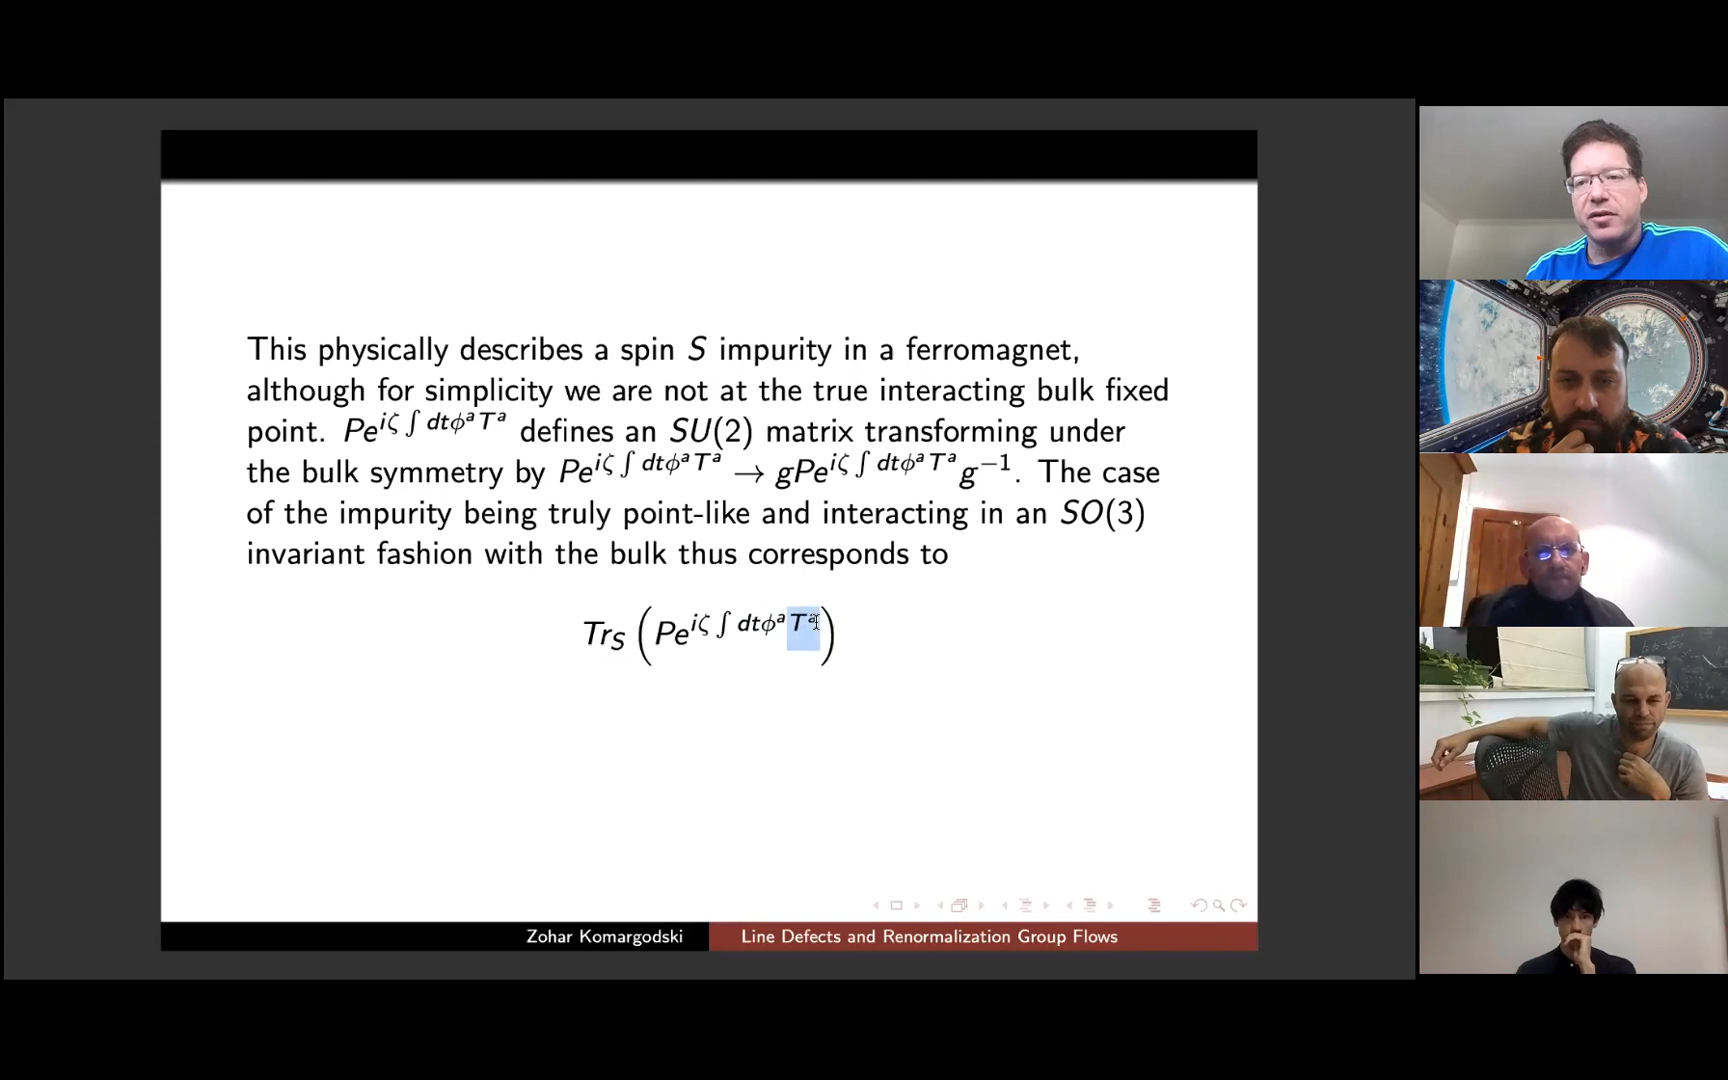 This physically describes a spin S impurity in a ferromagnet,
although for simplicity we are not at the true interacting bulk fixed
point. Pe^{iζ ∫ dtϕ^a T^a} defines an SU(2) matrix transforming under
the bulk symmetry by Pe^{iζ ∫ dtϕ^a T^a} → gPe^{iζ ∫ dtϕ^a T^a} g^{−1}. The case
of the impurity being truly point-like and interacting in an SO(3)
invariant fashion with the bulk thus corresponds to
Tr_S (Pe^{iζ ∫ dtϕ^a T^a})
Zohar Komargodski
Line Defects and Renormalization Group Flows